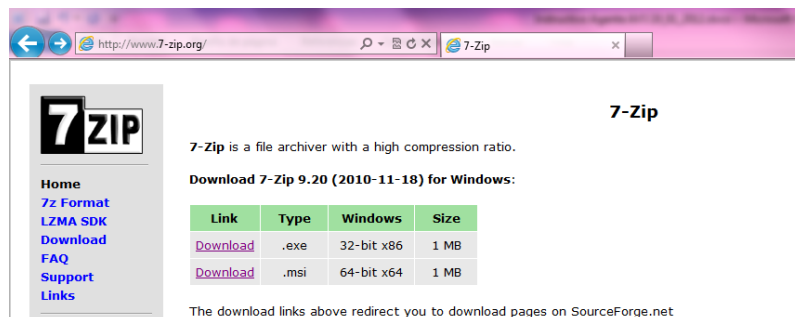 http://www.7-zip.org/
7-Zip
7ZIP
7-Zip
7-Zip is a file archiver with a high compression ratio.
Home
7z Format
LZMA SDK
Download
FAQ
Support
Links
Download 7-Zip 9.20 (2010-11-18) for Windows:
Link Type Windows Size
Download .exe 32-bit x86 1 MB
Download .msi 64-bit x64 1 MB
The download links above redirect you to download pages on SourceForge.net